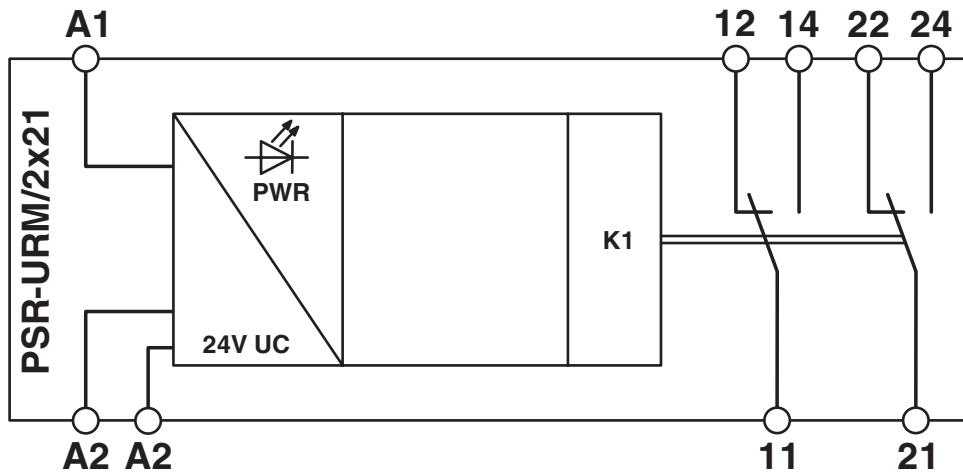 A1 12 14 22 24
PSR-URM/2x21
PWR
K1
24V UC
A2 A2 11 21